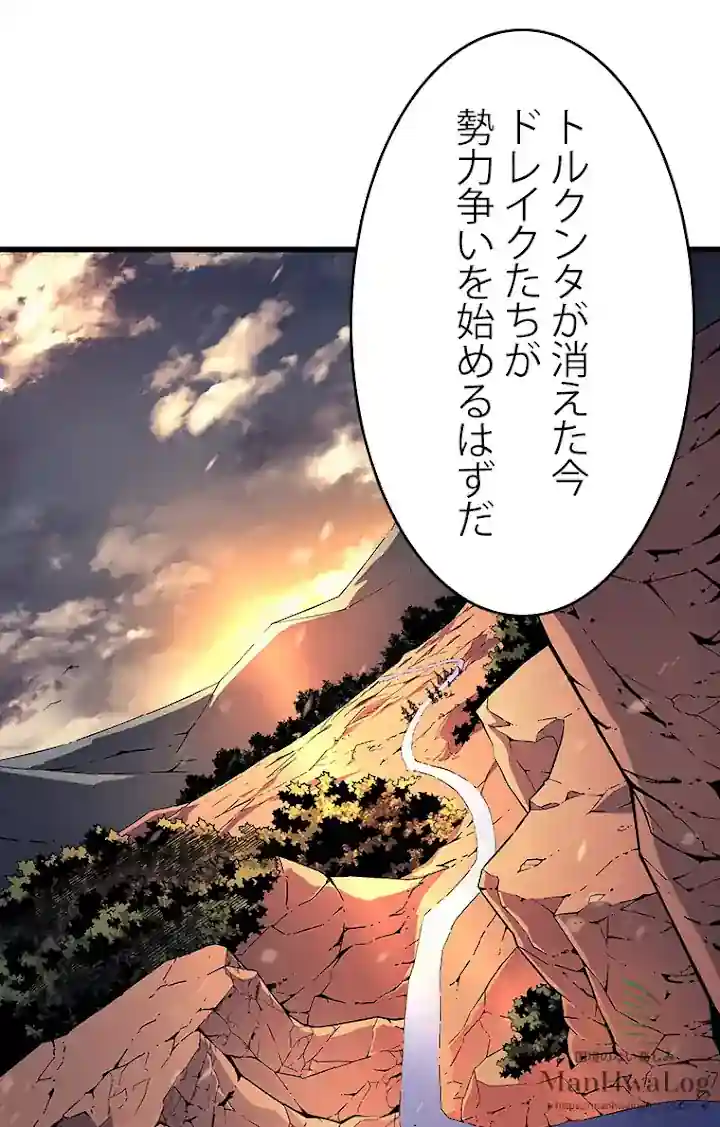 トルクンタが消えた今
ドレイクたちが
勢力争いを始めるはずだ
ManHwaLog